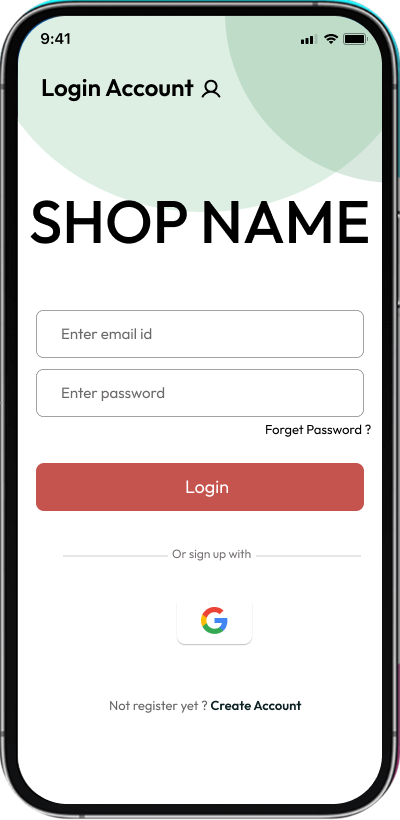 9:41
Login Account
SHOP NAME
Enter email id
Enter password
Forget Password ?
Login
Or sign up with
Not register yet ? Create Account